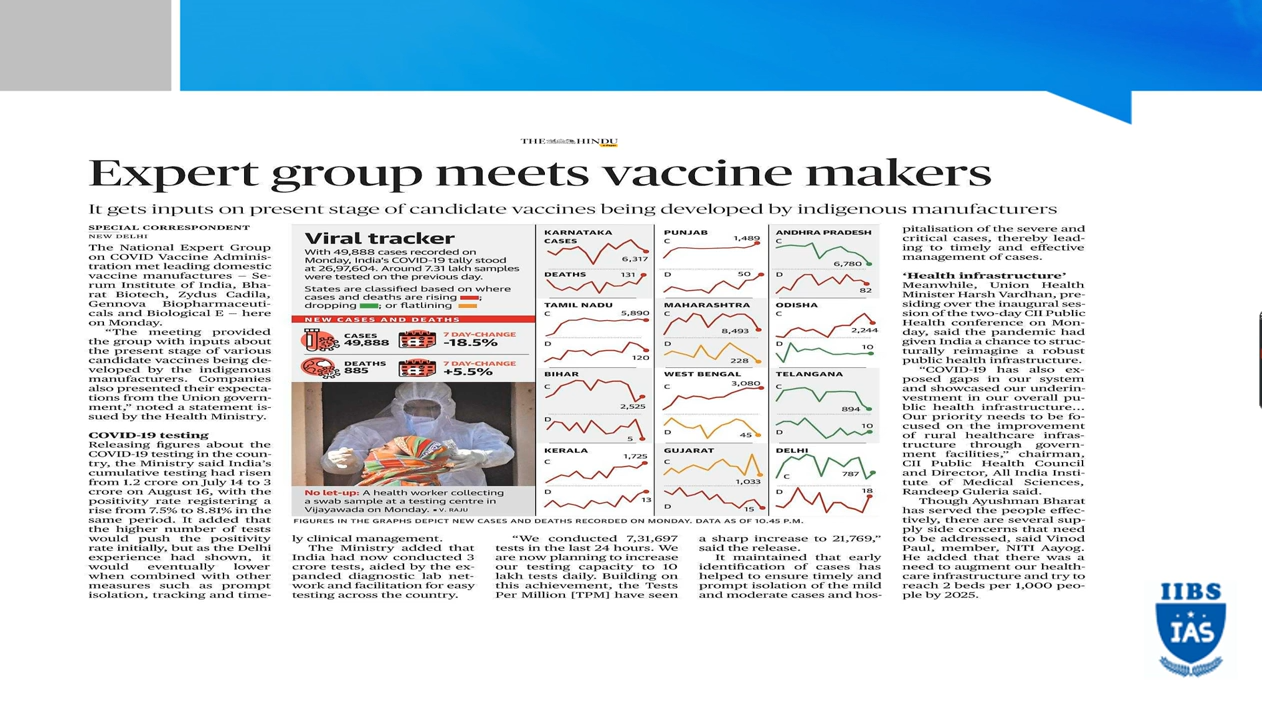 THE HINDU
Expert group meets vaccine makers
It gets inputs on present stage of candidate vaccines being developed by indigenous manufacturers
SPECIAL CORRESPONDENT
NEW DELHI
The National Expert Group
on COVID Vaccine Adminis-
tration met leading domestic
vaccine manufactures – Se-
rum Institute of India, Bha-
rat Biotech, Zydus Cadila,
Gennova Biopharmaceuti-
cals and Biological E – here
on Monday.
“The meeting provided
the group with inputs about
the present stage of various
candidate vaccines being de-
veloped by the indigenous
manufacturers. Companies
also presented their expecta-
tions from the Union govern-
ment,” noted a statement is-
sued by the Health Ministry.
COVID-19 testing
Releasing figures about the
COVID-19 testing in the coun-
try, the Ministry said India's
cumulative testing had risen
from 1.2 crore on July 14 to 3
crore on August 16, with the
positivity rate registering a
rise from 7.5% to 8.81% in the
same period. It added that
the higher number of tests
would push the positivity
rate initially, but as the Delhi
experience had shown, it
would eventually lower
when combined with other
measures such as prompt
isolation, tracking and time-
Viral tracker
With 49,888 cases recorded on
Monday, India's COVID-19 tally stood
at 26,97,604. Around 7.31 lakh samples
were tested on the previous day.
States are classified based on where
cases and deaths are rising ;
dropping ; or flatlining
NEW CASES AND DEATHS
CASES
49,888
7 DAY-CHANGE
-18.5%
DEATHS
885
7 DAY-CHANGE
+5.5%
No let-up: A health worker collecting
a swab sample at a testing centre in
Vijayawada on Monday. ▪ V. RAJU
KARNATAKA
CASES
6,317
DEATHS
131
PUNJAB
C
1,489
D
50
ANDHRA PRADESH
C
6,780
D
82
TAMIL NADU
C
5,890
D
120
MAHARASHTRA
C
8,493
D
228
ODISHA
C
2,244
D
10
BIHAR
C
2,525
D
5
WEST BENGAL
C
3,080
D
45
TELANGANA
C
894
D
10
KERALA
C
1,725
D
13
GUJARAT
C
1,033
D
15
DELHI
C
787
D
18
FIGURES IN THE GRAPHS DEPICT NEW CASES AND DEATHS RECORDED ON MONDAY. DATA AS OF 10.45 P.M.
ly clinical management.
The Ministry added that
India had now conducted 3
crore tests, aided by the ex-
panded diagnostic lab net-
work and facilitation for easy
testing across the country.
“We conducted 7,31,697
tests in the last 24 hours. We
are now planning to increase
our testing capacity to 10
lakh tests daily. Building on
this achievement, the Tests
Per Million [TPM] have seen
a sharp increase to 21,769,”
said the release.
It maintained that early
identification of cases has
helped to ensure timely and
prompt isolation of the mild
and moderate cases and hos-
pitalisation of the severe and
critical cases, thereby lead-
ing to timely and effective
management of cases.
‘Health infrastructure’
Meanwhile, Union Health
Minister Harsh Vardhan, pre-
siding over the inaugural ses-
sion of the two-day CII Public
Health conference on Mon-
day, said the pandemic had
given India a chance to struc-
turally reimagine a robust
public health infrastructure.
“COVID-19 has also ex-
posed gaps in our system
and showcased our underin-
vestment in our overall pu-
blic health infrastructure...
Our priority needs to be fo-
cused on the improvement
of rural healthcare infras-
tructure through govern-
ment facilities,” chairman,
CII Public Health Council
and Director, All India Insti-
tute of Medical Sciences,
Randeep Guleria said.
Though Ayushman Bharat
has served the people effec-
tively, there are several sup-
ply side concerns that need
to be addressed, said Vinod
Paul, member, NITI Aayog.
He added that there was a
need to augment our health-
care infrastructure and try to
reach 2 beds per 1,000 peo-
ple by 2025.
IIBS
IAS